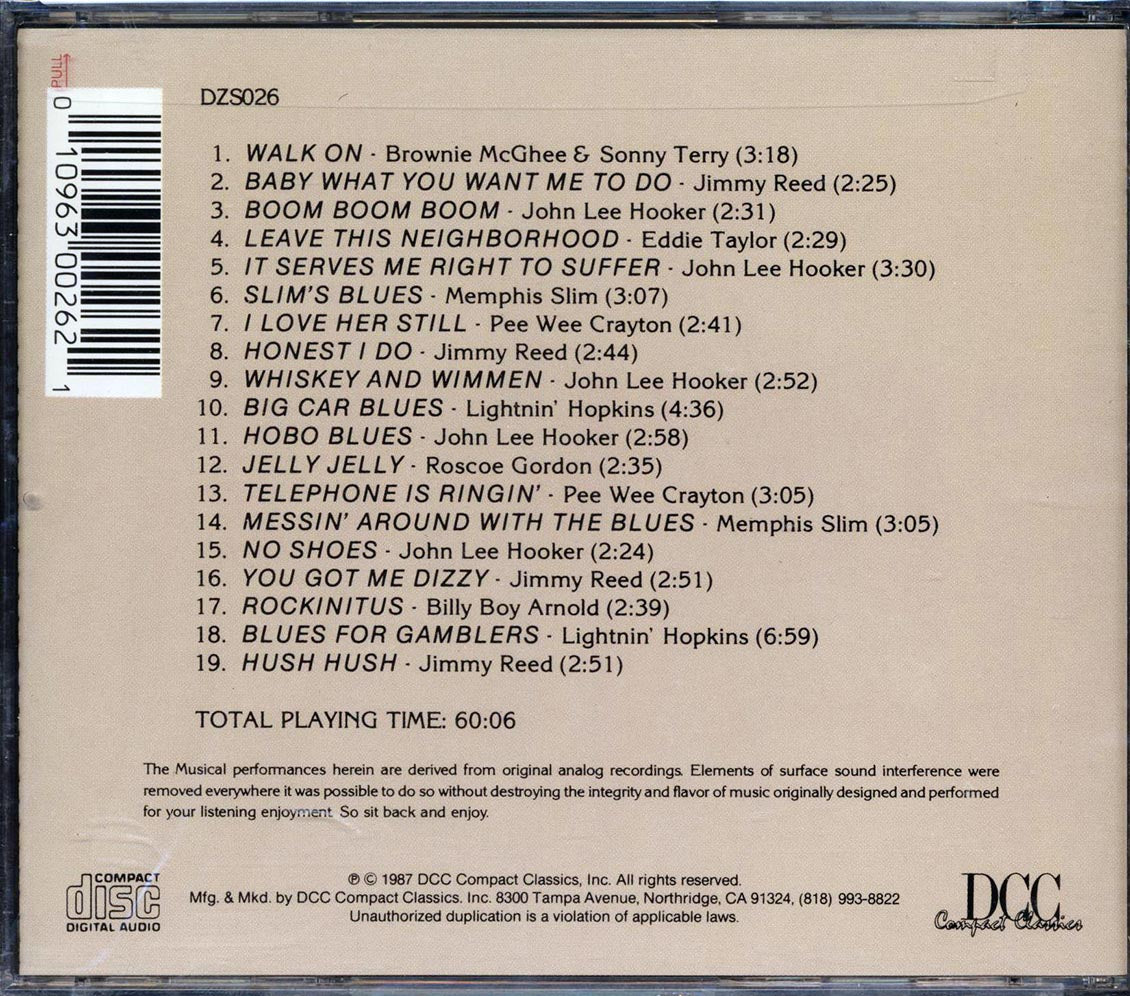 PULL
0 10963 00262 1
DZS026
1. WALK ON - Brownie McGhee & Sonny Terry (3:18)
2. BABY WHAT YOU WANT ME TO DO - Jimmy Reed (2:25)
3. BOOM BOOM BOOM - John Lee Hooker (2:31)
4. LEAVE THIS NEIGHBORHOOD - Eddie Taylor (2:29)
5. IT SERVES ME RIGHT TO SUFFER - John Lee Hooker (3:30)
6. SLIM'S BLUES - Memphis Slim (3:07)
7. I LOVE HER STILL - Pee Wee Crayton (2:41)
8. HONEST I DO - Jimmy Reed (2:44)
9. WHISKEY AND WIMMEN - John Lee Hooker (2:52)
10. BIG CAR BLUES - Lightnin' Hopkins (4:36)
11. HOBO BLUES - John Lee Hooker (2:58)
12. JELLY JELLY - Roscoe Gordon (2:35)
13. TELEPHONE IS RINGIN' - Pee Wee Crayton (3:05)
14. MESSIN' AROUND WITH THE BLUES - Memphis Slim (3:05)
15. NO SHOES - John Lee Hooker (2:24)
16. YOU GOT ME DIZZY - Jimmy Reed (2:51)
17. ROCKINITUS - Billy Boy Arnold (2:39)
18. BLUES FOR GAMBLERS - Lightnin' Hopkins (6:59)
19. HUSH HUSH - Jimmy Reed (2:51)
TOTAL PLAYING TIME: 60:06
The Musical performances herein are derived from original analog recordings. Elements of surface sound interference were
removed everywhere it was possible to do so without destroying the integrity and flavor of music originally designed and performed
for your listening enjoyment. So sit back and enjoy.
COMPACT
disc
DIGITAL AUDIO
℗ © 1987 DCC Compact Classics, Inc. All rights reserved.
Mfg. & Mkd. by DCC Compact Classics. Inc. 8300 Tampa Avenue, Northridge, CA 91324, (818) 993-8822
Unauthorized duplication is a violation of applicable laws.
DCC
Compact Classics